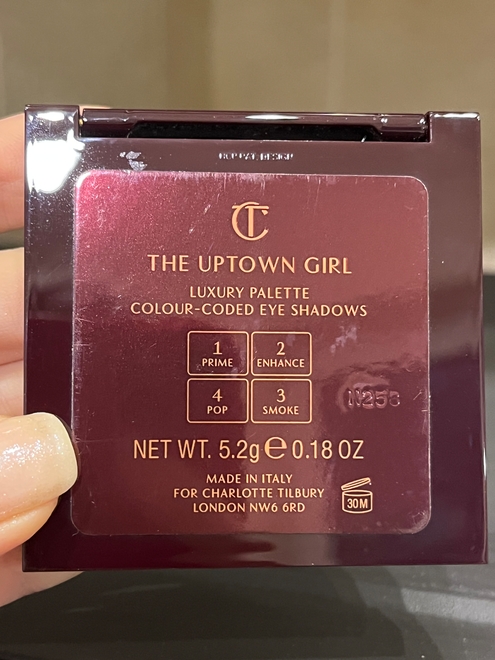 CT
THE UPTOWN GIRL
LUXURY PALETTE
COLOUR-CODED EYE SHADOWS
1 2
PRIME ENHANCE
4 3
POP SMOKE
NET WT. 5.2g ℮ 0.18 OZ
MADE IN ITALY
FOR CHARLOTTE TILBURY
LONDON NW6 6RD
30M